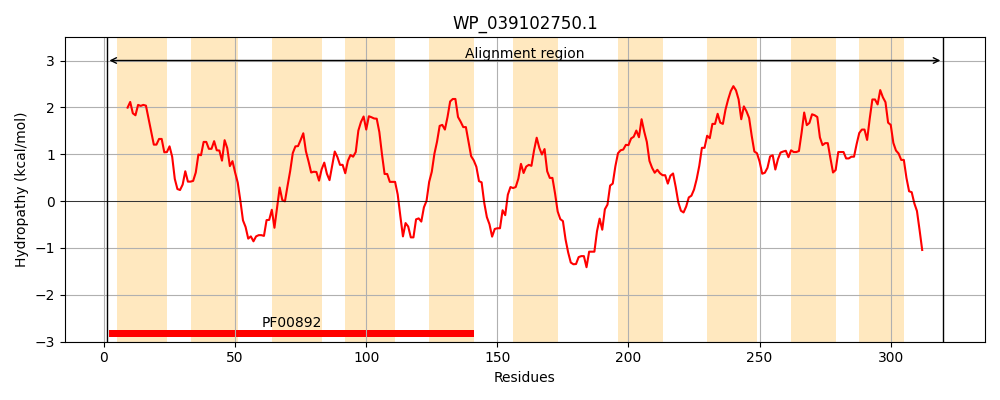 WP_039102750.1
Hydropathy (kcal/mol)
3
2
1
0
−1
−2
−3
Alignment region
PF00892
0
50
100
150
200
250
300
Residues